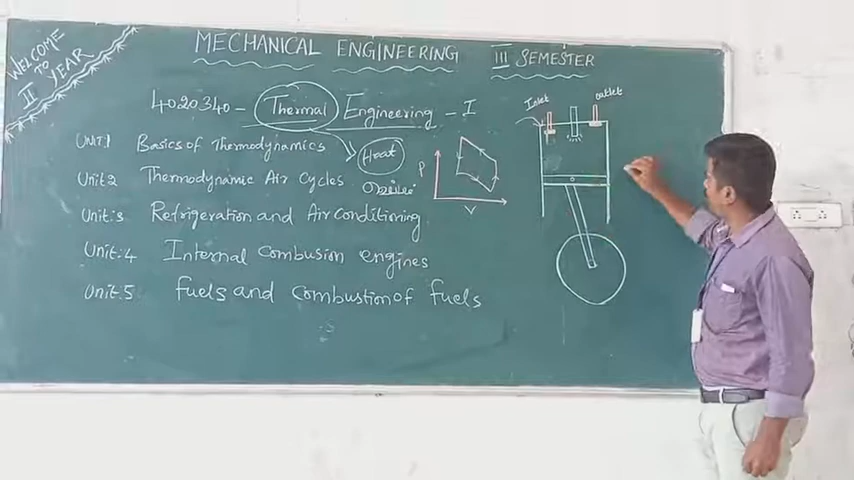 WELCOME
TO
II YEAR
MECHANICAL ENGINEERING III SEMESTER
4020340 - Thermal Engineering - I
Unit:1 Basics of Thermodynamics
Heat
Unit:2 Thermodynamic Air Cycles
Unit:3 Refrigeration and Air Conditioning
Unit:4 Internal Combusion engines
Unit:5 Fuels and Combustion of Fuels
P
V
Inlet
outlet